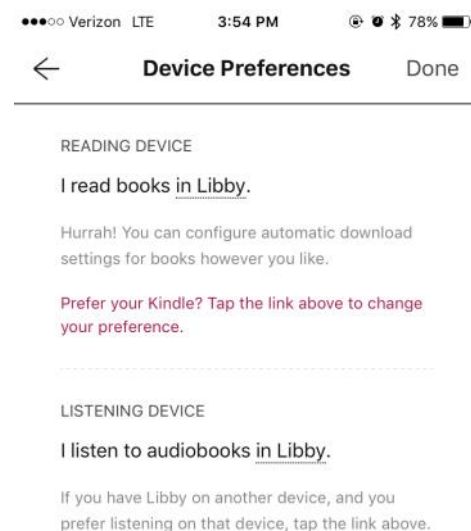 Verizon LTE 3:54 PM 78%
Device Preferences Done
READING DEVICE
I read books in Libby.
Hurrah! You can configure automatic download
settings for books however you like.
Prefer your Kindle? Tap the link above to change
your preference.
LISTENING DEVICE
I listen to audiobooks in Libby.
If you have Libby on another device, and you
prefer listening on that device, tap the link above.